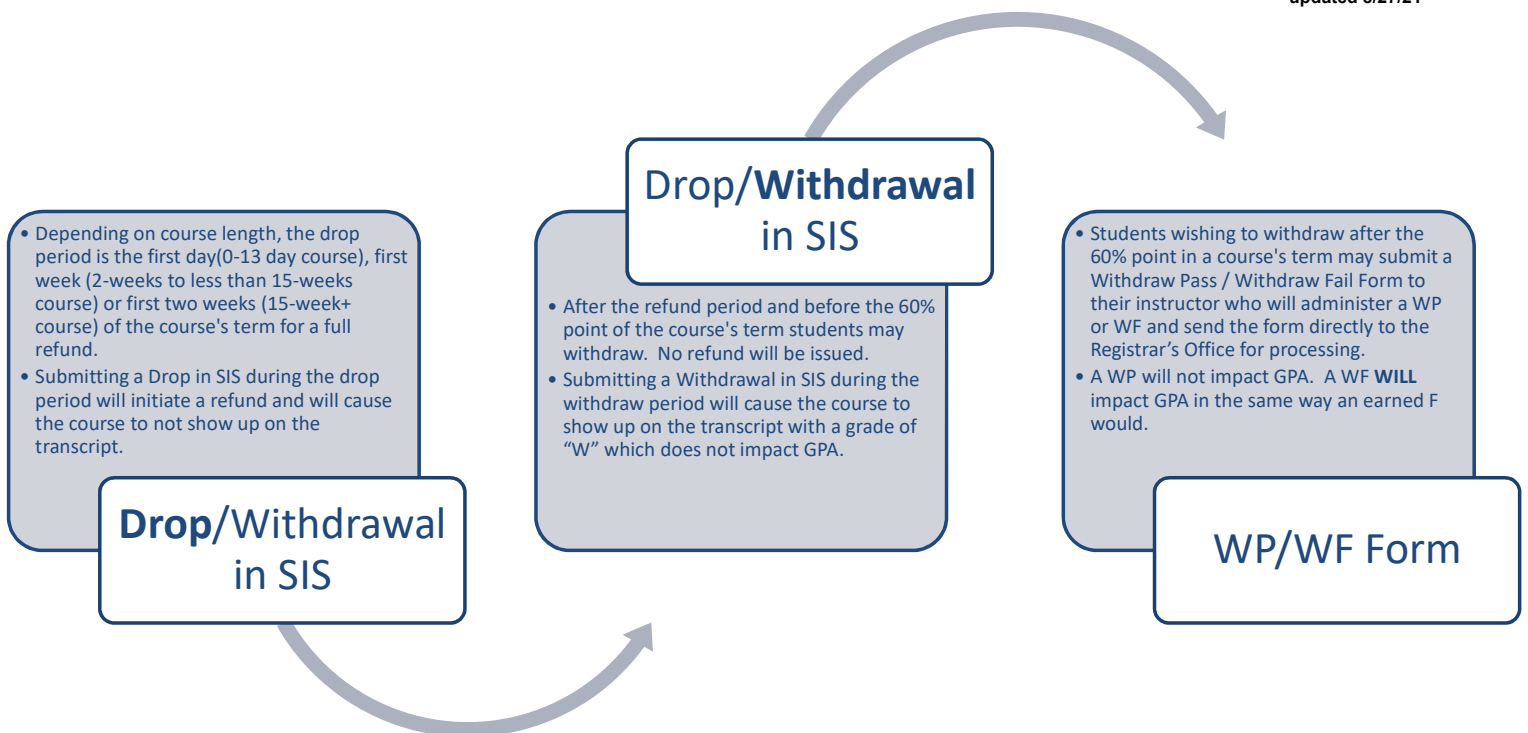 • Depending on course length, the drop
period is the first day(0-13 day course), first
week (2-weeks to less than 15-weeks
course) or first two weeks (15-week+
course) of the course's term for a full
refund.
• Submitting a Drop in SIS during the drop
period will initiate a refund and will cause
the course to not show up on the
transcript.
Drop/Withdrawal
in SIS
Drop/Withdrawal
in SIS
• After the refund period and before the 60%
point of the course's term students may
withdraw. No refund will be issued.
• Submitting a Withdrawal in SIS during the
withdraw period will cause the course to
show up on the transcript with a grade of
“W” which does not impact GPA.
• Students wishing to withdraw after the
60% point in a course's term may submit a
Withdraw Pass / Withdraw Fail Form to
their instructor who will administer a WP
or WF and send the form directly to the
Registrar’s Office for processing.
• A WP will not impact GPA. A WF WILL
impact GPA in the same way an earned F
would.
WP/WF Form